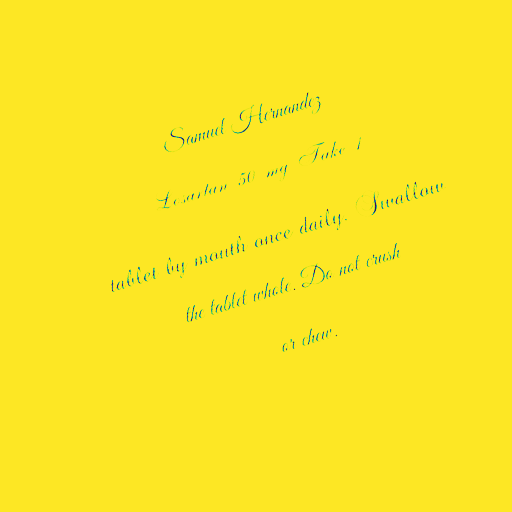 Samuel Hernandez
Losartan 50 mg Take 1
tablet by mouth once daily. Swallow
the tablet whole. Do not crush
or chew.